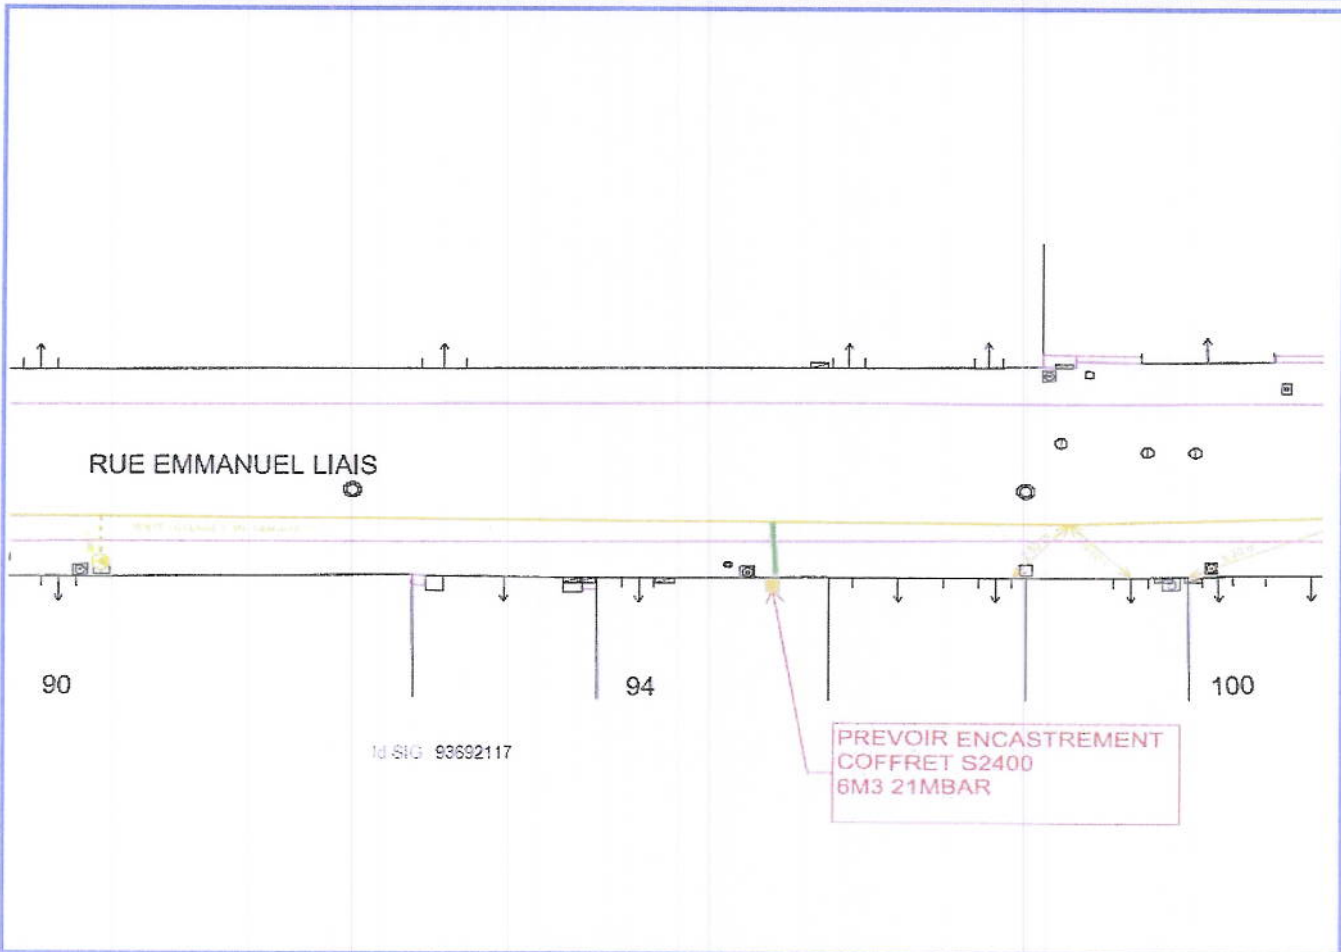 RUE EMMANUEL LIAIS
90
94
100
Id SIG 93692117
PREVOIR ENCASTREMENT
COFFRET S2400
6M3 21MBAR